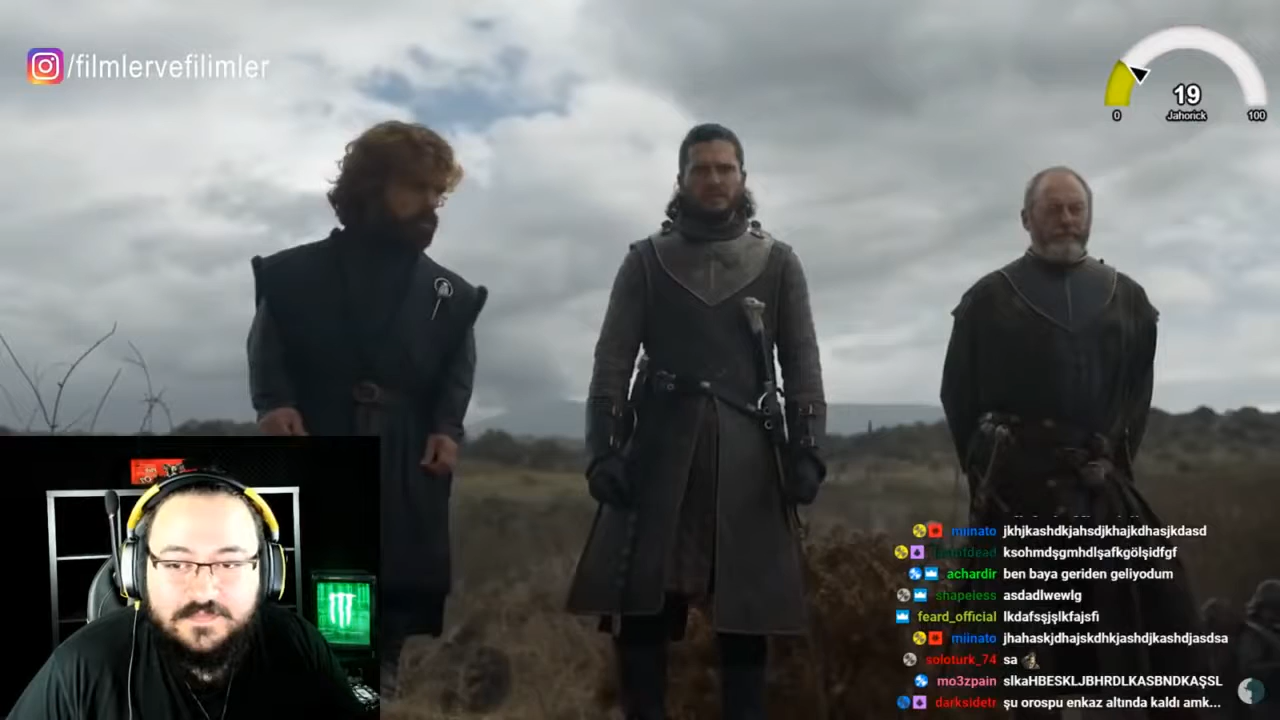 /filmlervefilimler
19
0
Jahorick
100
miinato jkhjkashdkjahsdjkhajkdhasjkdasd
ksohmdşgmhdlşafkgölşidfgf
achardir ben baya geriden geliyodum
shapeless asdadlwewlg
feard_official lkdafsşjşlkfajsfi
miinato jhahaskjdhajskdhkjashdjkashdjasdsa
soloturk_74 sa
mo3zpain slkaHBESKLJBHRDLKASBNDKAŞSL
darksidetr şu orospu enkaz altında kaldı amk...